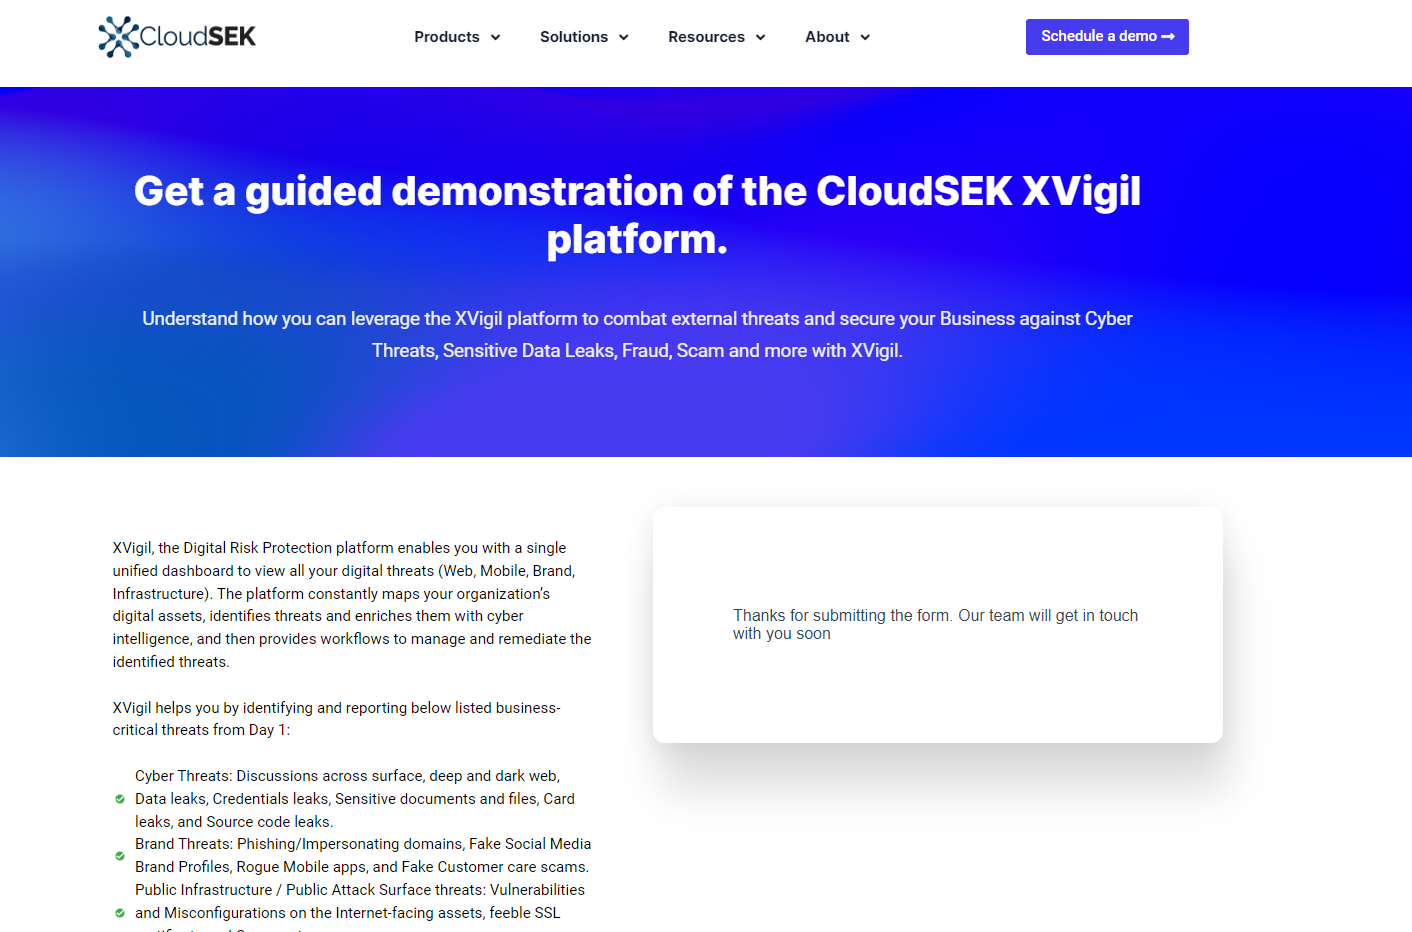 CloudSEK
Products
Solutions
Resources
About
Schedule a demo
Get a guided demonstration of the CloudSEK XVigil
platform.
Understand how you can leverage the XVigil platform to combat external threats and secure your Business against Cyber
Threats, Sensitive Data Leaks, Fraud, Scam and more with XVigil.
XVigil, the Digital Risk Protection platform enables you with a single
unified dashboard to view all your digital threats (Web, Mobile, Brand,
Infrastructure). The platform constantly maps your organization’s
digital assets, identifies threats and enriches them with cyber
intelligence, and then provides workflows to manage and remediate the
identified threats.
XVigil helps you by identifying and reporting below listed business-
critical threats from Day 1:
Cyber Threats: Discussions across surface, deep and dark web,
Data leaks, Credentials leaks, Sensitive documents and files, Card
leaks, and Source code leaks.
Brand Threats: Phishing/Impersonating domains, Fake Social Media
Brand Profiles, Rogue Mobile apps, and Fake Customer care scams.
Public Infrastructure / Public Attack Surface threats: Vulnerabilities
and Misconfigurations on the Internet-facing assets, feeble SSL
Thanks for submitting the form. Our team will get in touch
with you soon